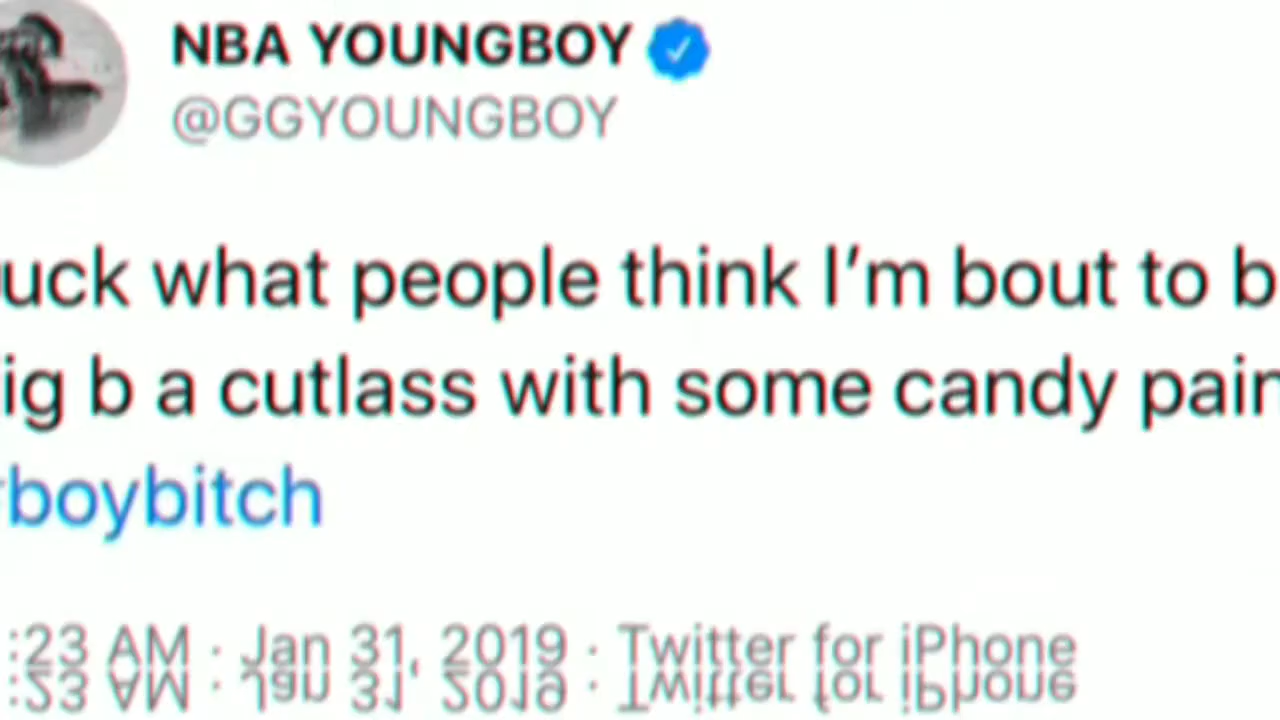 NBA YOUNGBOY
@GGYOUNGBOY
uck what people think I'm bout to b
ig b a cutlass with some candy pain
boybitch
:23 AM · Jan 31, 2019 · Twitter for iPhone